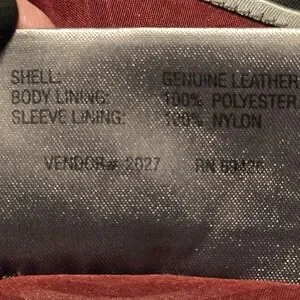 SHELL: GENUINE LEATHER
BODY LINING: 100% POLYESTER
SLEEVE LINING: 100% NYLON
VENDOR# 2027 RN